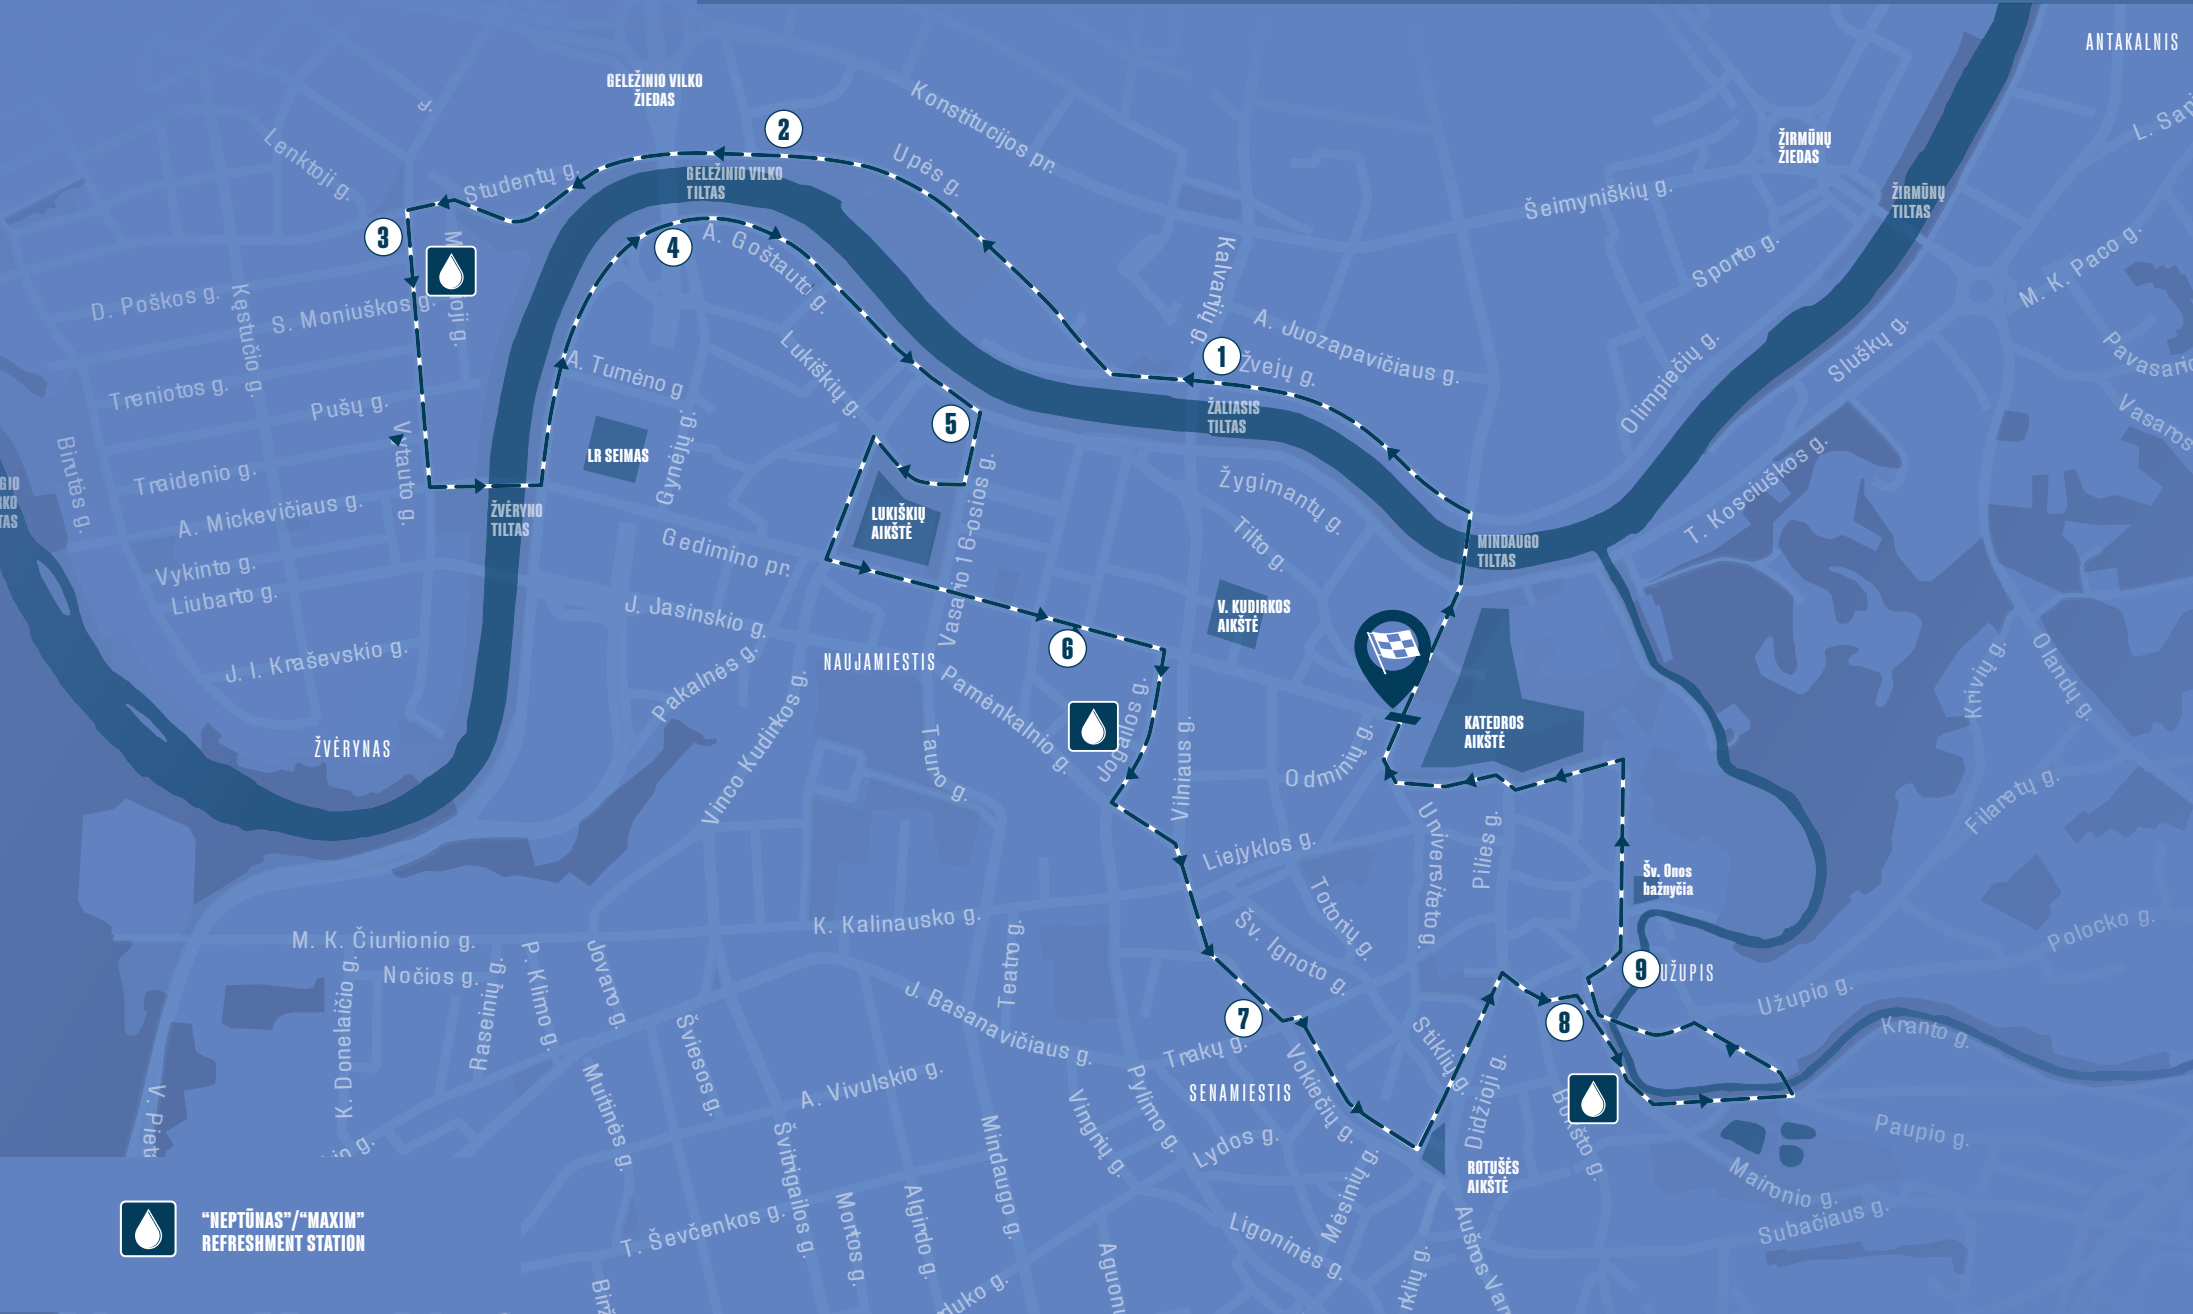 ANTAKALNIS
GELEŽINIO VILKO
ŽIEDAS
Konstitucijos pr.
2
Upės g.
ŽIRMŪNŲ
ŽIEDAS
ŽIRMŪNŲ
TILTAS
Lenktoji g.
Studentų g.
GELEŽINIO VILKO
TILTAS
Šeimyniškių g.
Sporto g.
M. K. Paco g.
3
4
A. Goštauto g.
Kalvarijų g.
D. Poškos g.
Kęstučio g.
S. Moniuškos g.
A. Juozapavičiaus g.
Olimpiečių g.
Sluškų g.
1
Žvejų g.
Treniotos g.
Pušų g.
A. Tumėno g
Lukiškių g.
ŽALIASIS
TILTAS
5
Birutės g.
Vytauto g.
LR SEIMAS
Gynėjų g.
Traidenio g.
A. Mickevičiaus g.
Žygimantų g.
T. Kosciuškos g.
ŽVĖRYNO
TILTAS
LUKIŠKIŲ
AIKŠTĖ
Vasario 16-osios g.
Tilto g.
MINDAUGO
TILTAS
Gedimino pr.
Vykinto g.
Liubarto g.
J. Jasinskio g.
V. KUDIRKOS
AIKŠTĖ
J. I. Kraševskio g.
NAUJAMIESTIS
6
Pakalnės g.
Pamėnkalnio g.
Jogailos g.
Krivių g.
Olandų g.
ŽVĖRYNAS
Vinco Kudirkos g.
Tauro g.
Vilniaus g.
Odminių g.
KATEDROS
AIKŠTĖ
Filaretų g.
Liejyklos g.
Universiteto g.
Pilies g.
Šv. Onos
bažnyčia
Totorių g.
M. K. Čiurlionio g.
K. Kalinausko g.
Šv. Ignoto g.
Polocko g.
Nočios g.
9
UŽUPIS
K. Donelaičio g.
Raseinių g.
P. Klimo g.
Jovaro g.
Teatro g.
J. Basanavičiaus g.
Užupio g.
7
8
Kranto g.
Šviesos g.
Trakų g.
Stiklių g.
Muitinės g.
A. Vivulskio g.
SENAMIESTIS
Vokiečių g.
Didžioji g.
Vingrių g.
Pylimo g.
Lydos g.
Bokšto g.
Paupio g.
Švitrigailos g.
Mindaugo g.
ROTUŠĖS
AIKŠTĖ
Maironio g.
Mėsinių g.
Subačiaus g.
T. Ševčenkos g.
Mortos g.
Algirdo g.
Ligoninės g.
“NEPTŪNAS”/“MAXIM”
REFRESHMENT STATION